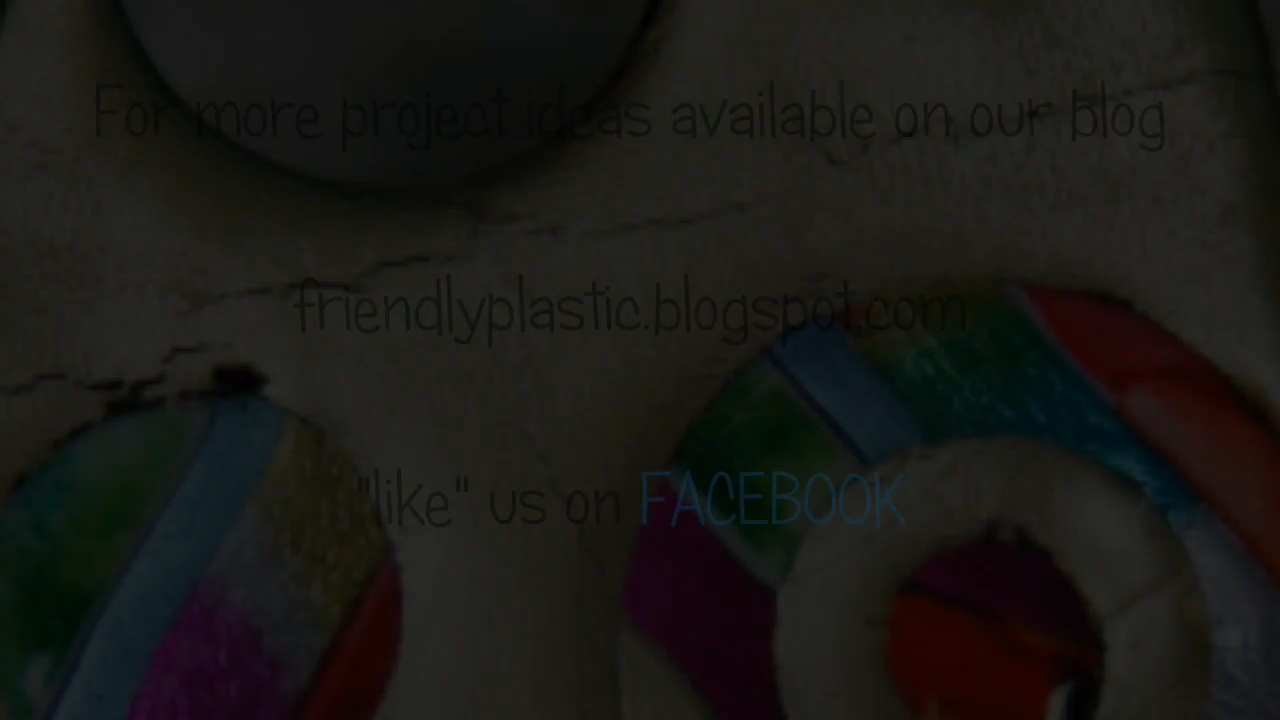 For more project ideas available on our blog
friendlyplastic.blogspot.com
"like" us on FACEBOOK